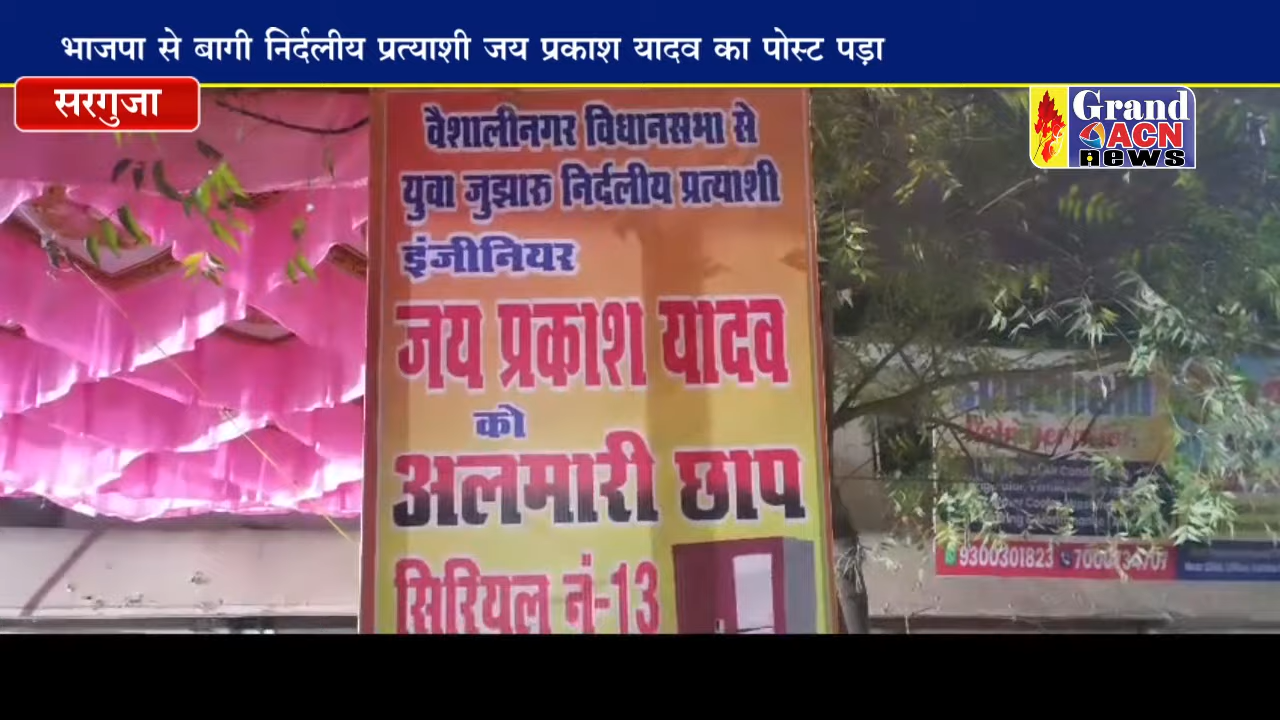 भाजपा से बागी निर्दलीय प्रत्याशी जय प्रकाश यादव का पोस्ट पड़ा
सरगुजा
Grand
ACN
news
वैशालीनगर विधानसभा से
युवा जुझारू निर्दलीय प्रत्याशी
इंजीनियर
जय प्रकाश यादव
को
अलमारी छाप
सिरियल नं-13
9300301823